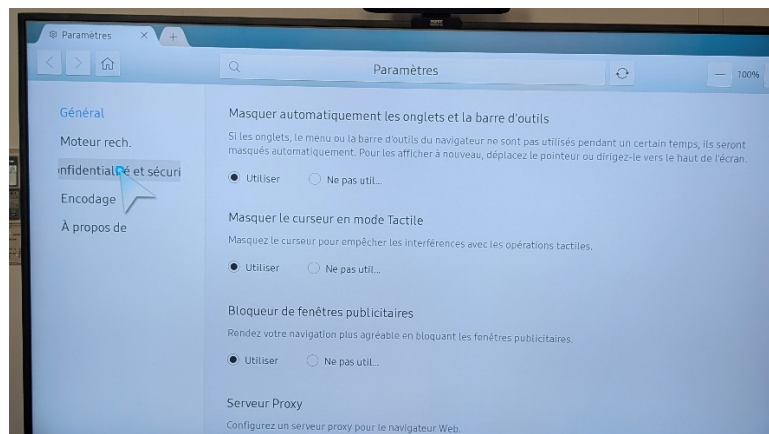 Paramètres
Paramètres
100%
Général
Moteur rech.
Encodage
À propos de
Masquer automatiquement les onglets et la barre d'outils
Si les onglets, le menu ou la barre d'outils du navigateur ne sont pas utilisés pendant un certain temps, ils seront
masqués automatiquement. Pour les afficher à nouveau, déplacez le pointeur ou dirigez-le vers le haut de l'écran.
Utiliser Ne pas util...
Masquer le curseur en mode Tactile
Masquez le curseur pour empêcher les interférences avec les opérations tactiles.
Utiliser Ne pas util...
Bloqueur de fenêtres publicitaires
Rendez votre navigation plus agréable en bloquant les fenêtres publicitaires.
Utiliser Ne pas util...
Serveur Proxy
Configurez un serveur proxy pour le navigateur Web.